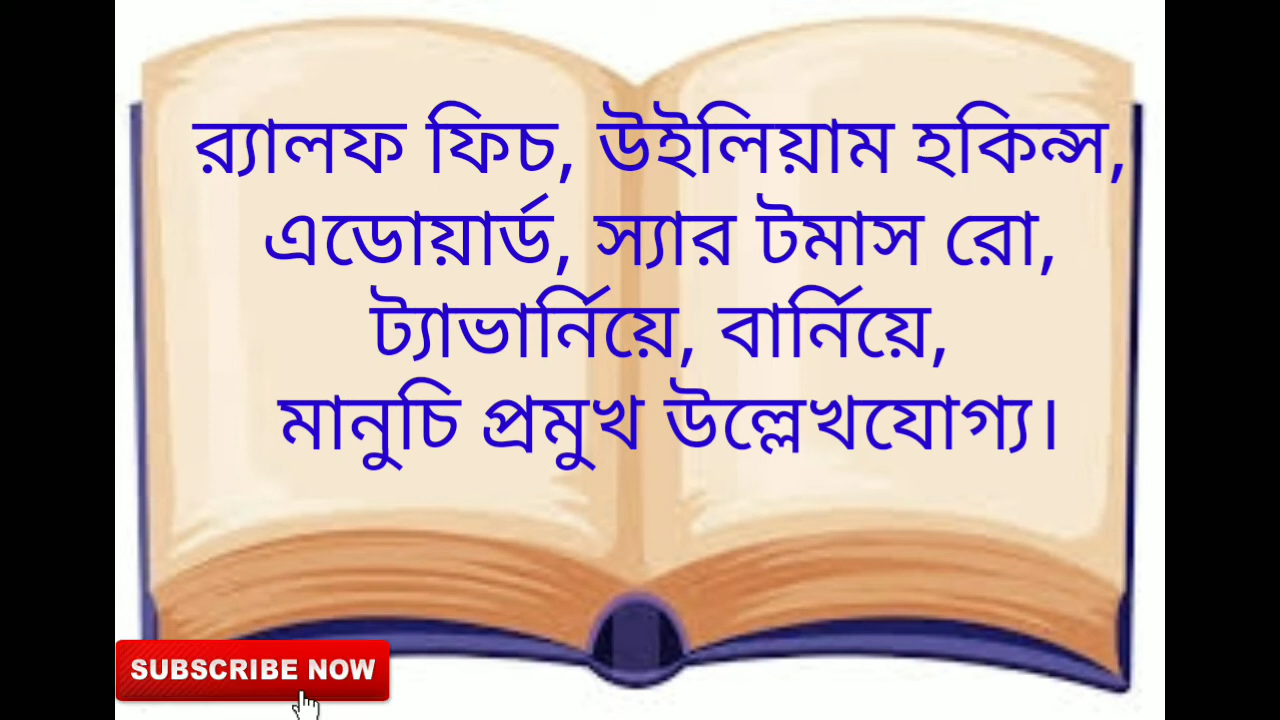 র‍্যালফ ফিচ, উইলিয়াম হকিন্স,
এডোয়ার্ড, স্যার টমাস রো,
ট্যাভার্নিয়ে, বার্নিয়ে,
মানুচি প্রমুখ উল্লেখযোগ্য।
SUBSCRIBE NOW